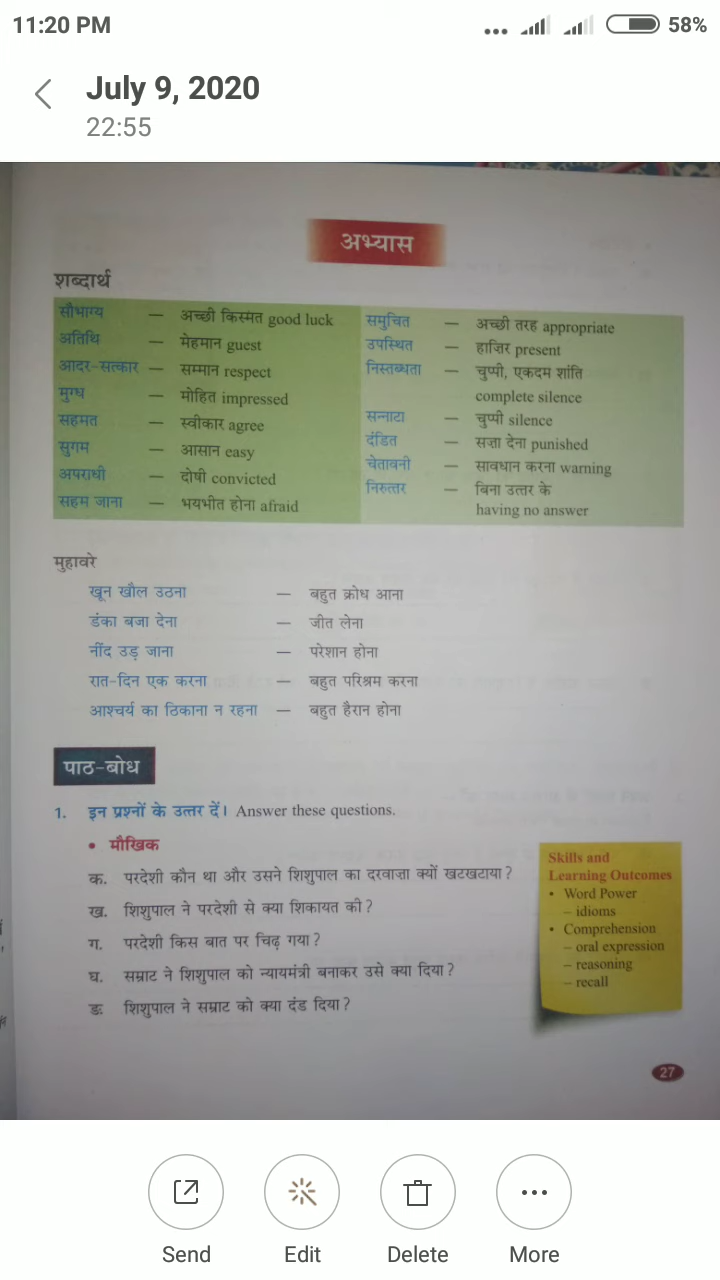 11:20 PM
58%
July 9, 2020
22:55
अभ्यास
शब्दार्थ
सौभाग्य — अच्छी किस्मत good luck
अतिथि — मेहमान guest
आदर-सत्कार — सम्मान respect
मुग्ध — मोहित impressed
सहमत — स्वीकार agree
सुगम — आसान easy
अपराधी — दोषी convicted
सहम जाना — भयभीत होना afraid
समुचित — अच्छी तरह appropriate
उपस्थित — हाज़िर present
निस्तब्धता — चुप्पी, एकदम शांति
complete silence
सन्नाटा — चुप्पी silence
दंडित — सज़ा देना punished
चेतावनी — सावधान करना warning
निरुत्तर — बिना उत्तर के
having no answer
मुहावरे
खून खौल उठना — बहुत क्रोध आना
डंका बजा देना — जीत लेना
नींद उड़ जाना — परेशान होना
रात-दिन एक करना — बहुत परिश्रम करना
आश्चर्य का ठिकाना न रहना — बहुत हैरान होना
पाठ-बोध
1. इन प्रश्नों के उत्तर दें। Answer these questions.
• मौखिक
क. परदेशी कौन था और उसने शिशुपाल का दरवाज़ा क्यों खटखटाया?
ख. शिशुपाल ने परदेशी से क्या शिकायत की?
ग. परदेशी किस बात पर चिढ़ गया?
घ. सम्राट ने शिशुपाल को न्यायमंत्री बनाकर उसे क्या दिया?
ङ. शिशुपाल ने सम्राट को क्या दंड दिया?
Skills and
Learning Outcomes
• Word Power
– idioms
• Comprehension
– oral expression
– reasoning
– recall
27
Send
Edit
Delete
More